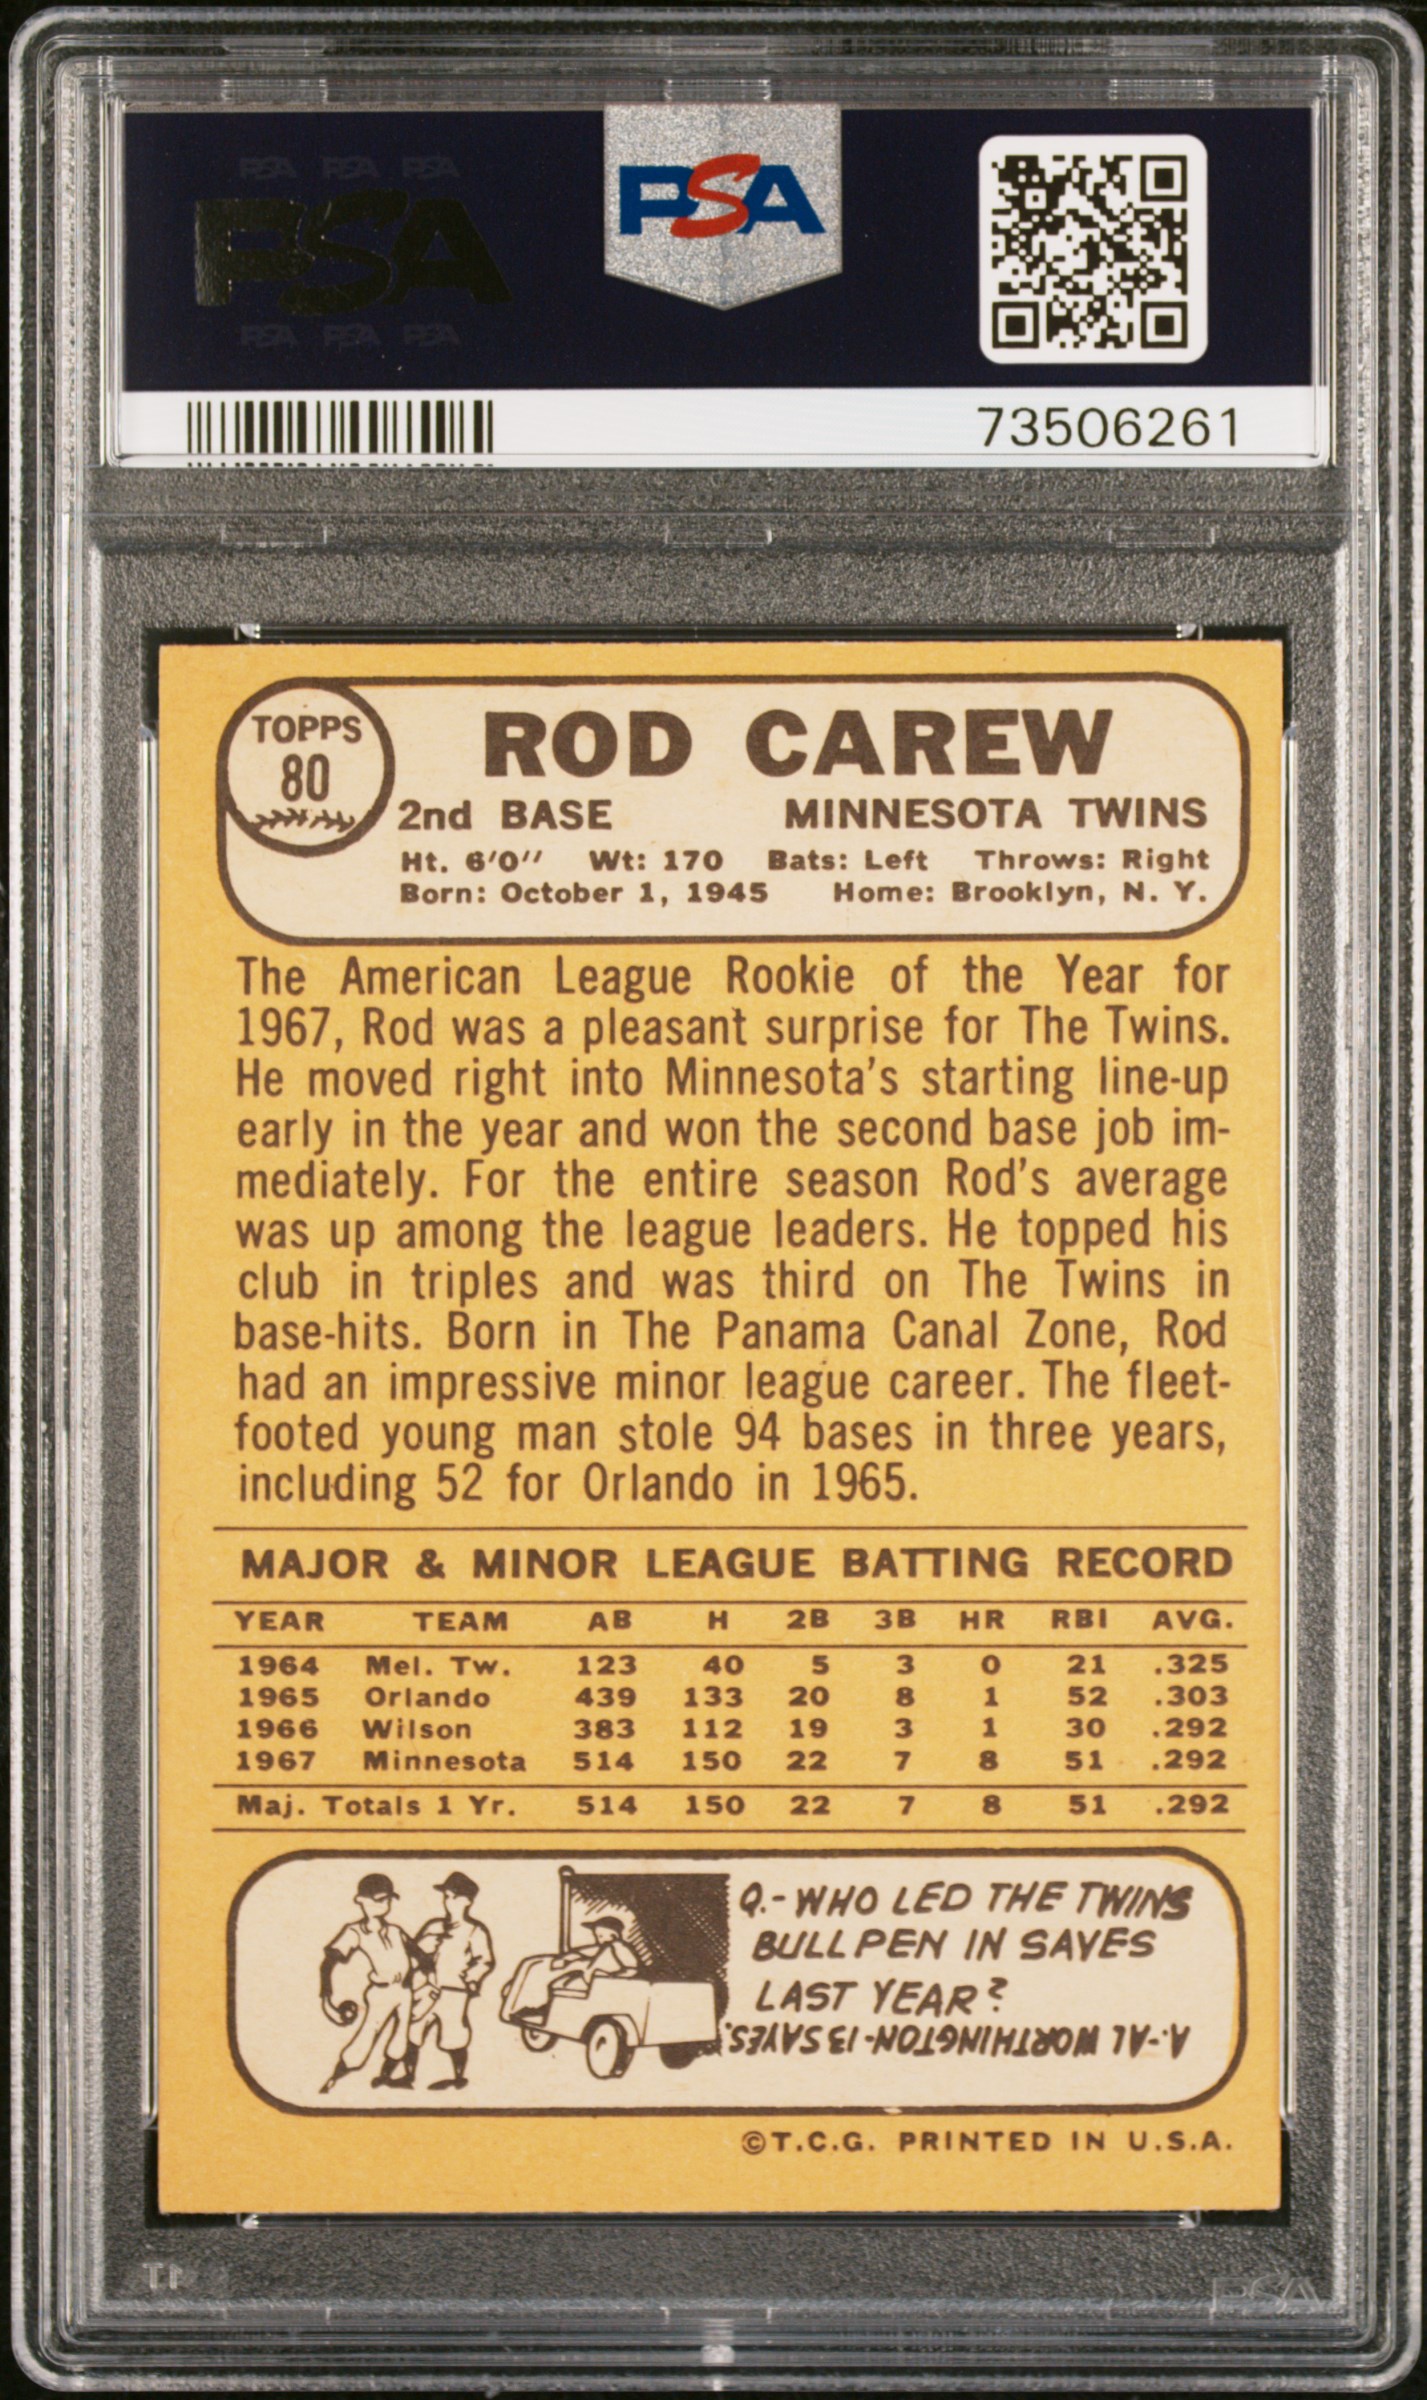 PSA PSA PSA
PSA
PSA PSA PSA
PSA
73506261
TOPPS
80
ROD CAREW
2nd BASE MINNESOTA TWINS
Ht. 6'0" Wt: 170 Bats: Left Throws: Right
Born: October 1, 1945 Home: Brooklyn, N. Y.
The American League Rookie of the Year for
1967, Rod was a pleasant surprise for The Twins.
He moved right into Minnesota's starting line-up
early in the year and won the second base job im-
mediately. For the entire season Rod's average
was up among the league leaders. He topped his
club in triples and was third on The Twins in
base-hits. Born in The Panama Canal Zone, Rod
had an impressive minor league career. The fleet-
footed young man stole 94 bases in three years,
including 52 for Orlando in 1965.
MAJOR & MINOR LEAGUE BATTING RECORD
YEAR TEAM AB H 2B 3B HR RBI AVG.
1964 Mel. Tw. 123 40 5 3 0 21 .325
1965 Orlando 439 133 20 8 1 52 .303
1966 Wilson 383 112 19 3 1 30 .292
1967 Minnesota 514 150 22 7 8 51 .292
Maj. Totals 1 Yr. 514 150 22 7 8 51 .292
Q.- WHO LED THE TWINS
BULLPEN IN SAVES
LAST YEAR?
A.-AL WORTHINGTON-13 SAVES.
©T.C.G. PRINTED IN U.S.A.
PSA